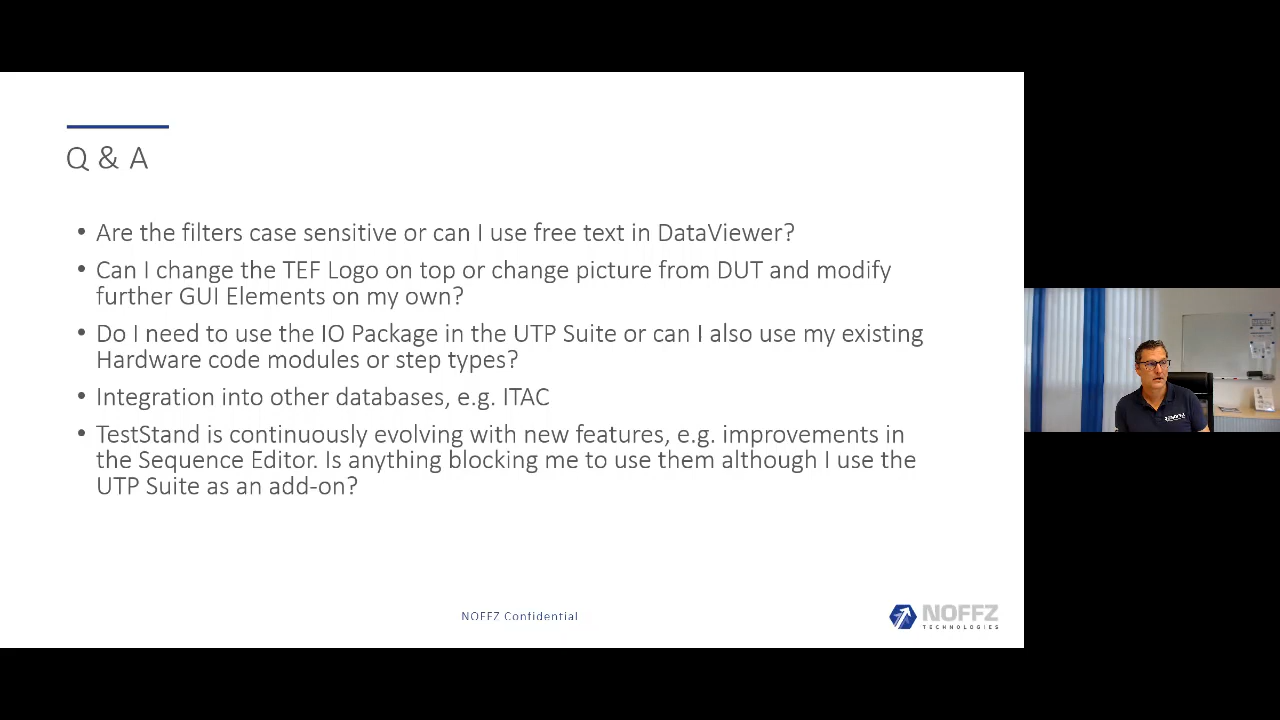 Q & A
• Are the filters case sensitive or can I use free text in DataViewer?
• Can I change the TEF Logo on top or change picture from DUT and modify
further GUI Elements on my own?
• Do I need to use the IO Package in the UTP Suite or can I also use my existing
Hardware code modules or step types?
• Integration into other databases, e.g. ITAC
• TestStand is continuously evolving with new features, e.g. improvements in
the Sequence Editor. Is anything blocking me to use them although I use the
UTP Suite as an add-on?
NOFFZ Confidential
NOFFZ
TECHNOLOGIES